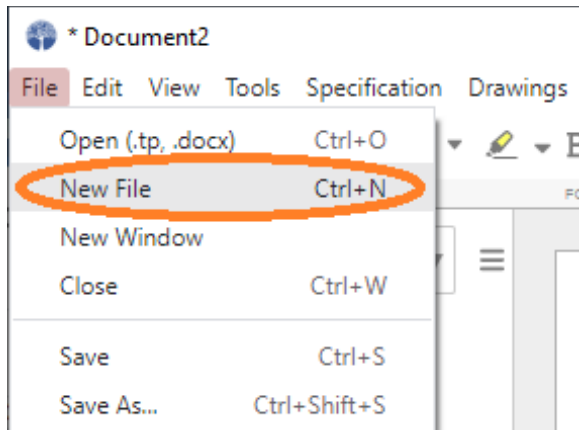 * Document2
File Edit View Tools Specification Drawings
Open (.tp, .docx) Ctrl+O
New File Ctrl+N
New Window
Close Ctrl+W
Save Ctrl+S
Save As... Ctrl+Shift+S